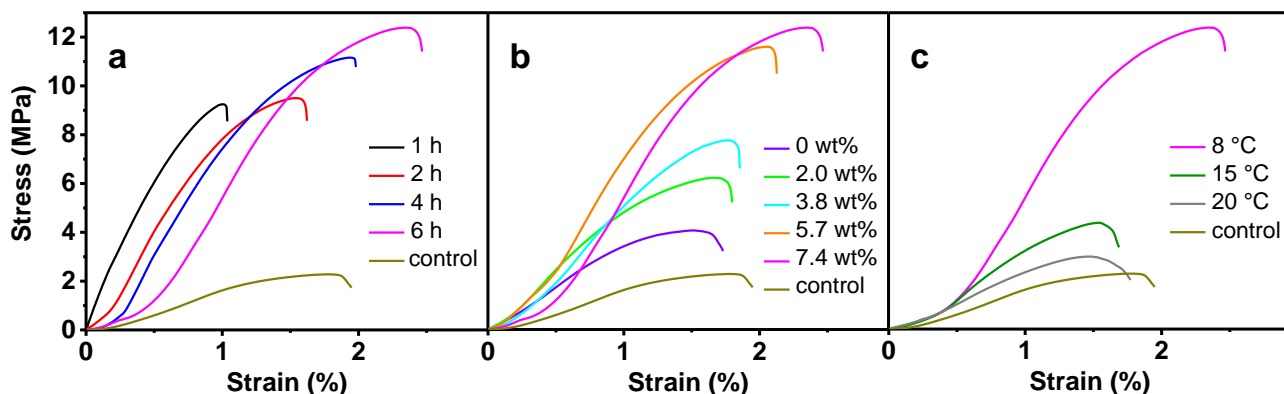 Stress (MPa)
12
10
8
6
4
2
0
a
1 h
2 h
4 h
6 h
control
0
1
2
Strain (%)
b
0 wt%
2.0 wt%
3.8 wt%
5.7 wt%
7.4 wt%
control
0
1
2
Strain (%)
c
8 °C
15 °C
20 °C
control
0
1
2
Strain (%)